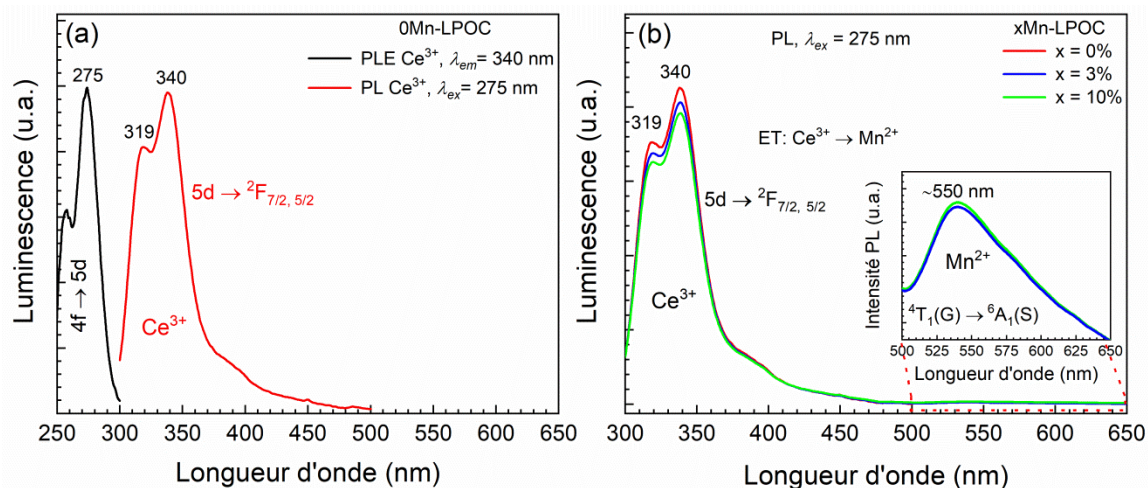 (a)
0Mn-LPOC
PLE Ce³⁺, λₑₘ= 340 nm
PL Ce³⁺, λₑₓ = 275 nm
275
340
319
5d → ²F₇/₂, ₅/₂
4f → 5d
Ce³⁺
Luminescence (u.a.)
250 300 350 400 450 500 550 600 650
Longueur d'onde (nm)
(b)
PL, λₑₓ = 275 nm
xMn-LPOC
x = 0%
x = 3%
x = 10%
340
319
ET: Ce³⁺ → Mn²⁺
5d → ²F₇/₂, ₅/₂
Ce³⁺
Luminescence (u.a.)
300 350 400 450 500 550 600 650
Longueur d'onde (nm)
~550 nm
Mn²⁺
⁴T₁(G) → ⁶A₁(S)
Intensité PL (u.a.)
500 525 550 575 600 625 650
Longueur d'onde (nm)